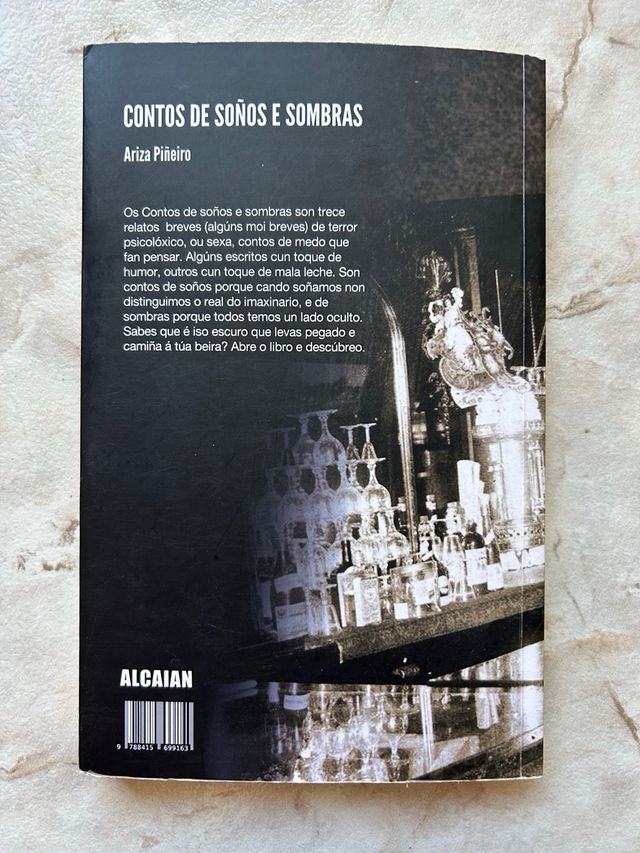 CONTOS DE SOÑOS E SOMBRAS
Ariza Piñeiro
Os Contos de soños e sombras son trece
relatos breves (algúns moi breves) de terror
psicolóxico, ou sexa, contos de medo que
fan pensar. Algúns escritos cun toque de
humor, outros cun toque de mala leche. Son
contos de soños porque cando soñamos non
distinguimos o real do imaxinario, e de
sombras porque todos temos un lado oculto.
Sabes que é iso escuro que levas pegado e
camiña á túa beira? Abre o libro e descúbreo.
ALCAIAN
9 788415 699163